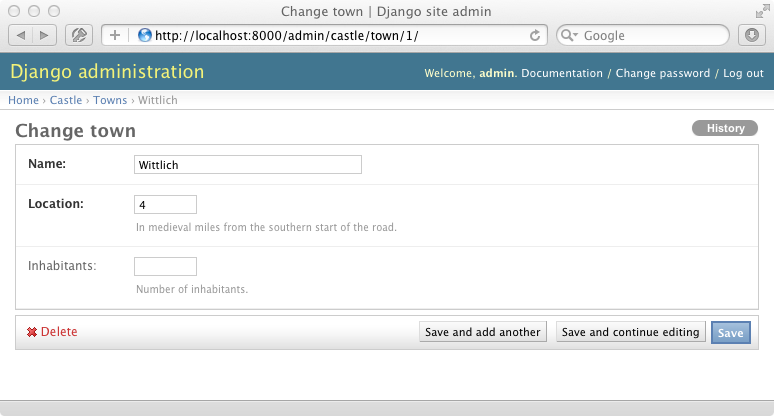 Change town | Django site admin
http://localhost:8000/admin/castle/town/1/
Google
Django administration
Welcome, admin. Documentation / Change password / Log out
Home › Castle › Towns › Wittlich
Change town
History
Name:
Wittlich
Location:
4
In medieval miles from the southern start of the road.
Inhabitants:
Number of inhabitants.
Delete
Save and add another
Save and continue editing
Save